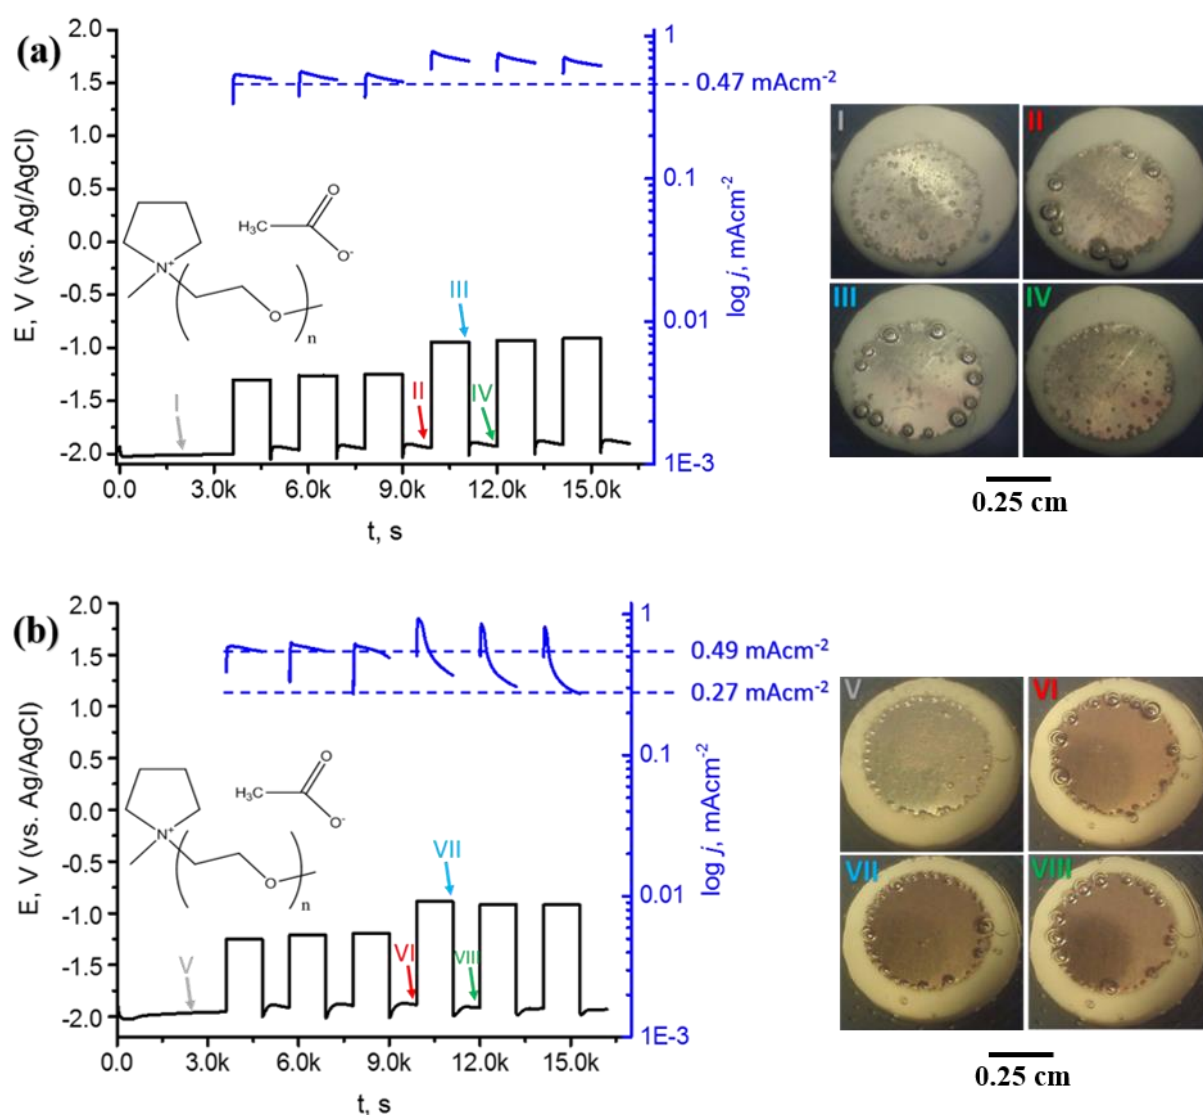 (a)
E, V (vs. Ag/AgCl)
2.0
1.5
1.0
0.5
0.0
-0.5
-1.0
-1.5
-2.0
0.0 3.0k 6.0k 9.0k 12.0k 15.0k
t, s
1
0.1
0.01
1E-3
log j, mAcm⁻²
0.47 mAcm⁻²
H₃C
O
O⁻
N⁺
O
n
I
II
III
IV
I II
III IV
0.25 cm
(b)
E, V (vs. Ag/AgCl)
2.0
1.5
1.0
0.5
0.0
-0.5
-1.0
-1.5
-2.0
0.0 3.0k 6.0k 9.0k 12.0k 15.0k
t, s
1
0.1
0.01
1E-3
log j, mAcm⁻²
0.49 mAcm⁻²
0.27 mAcm⁻²
H₃C
O
O⁻
N⁺
O
n
V
VI
VII
VIII
V VI
VII VIII
0.25 cm